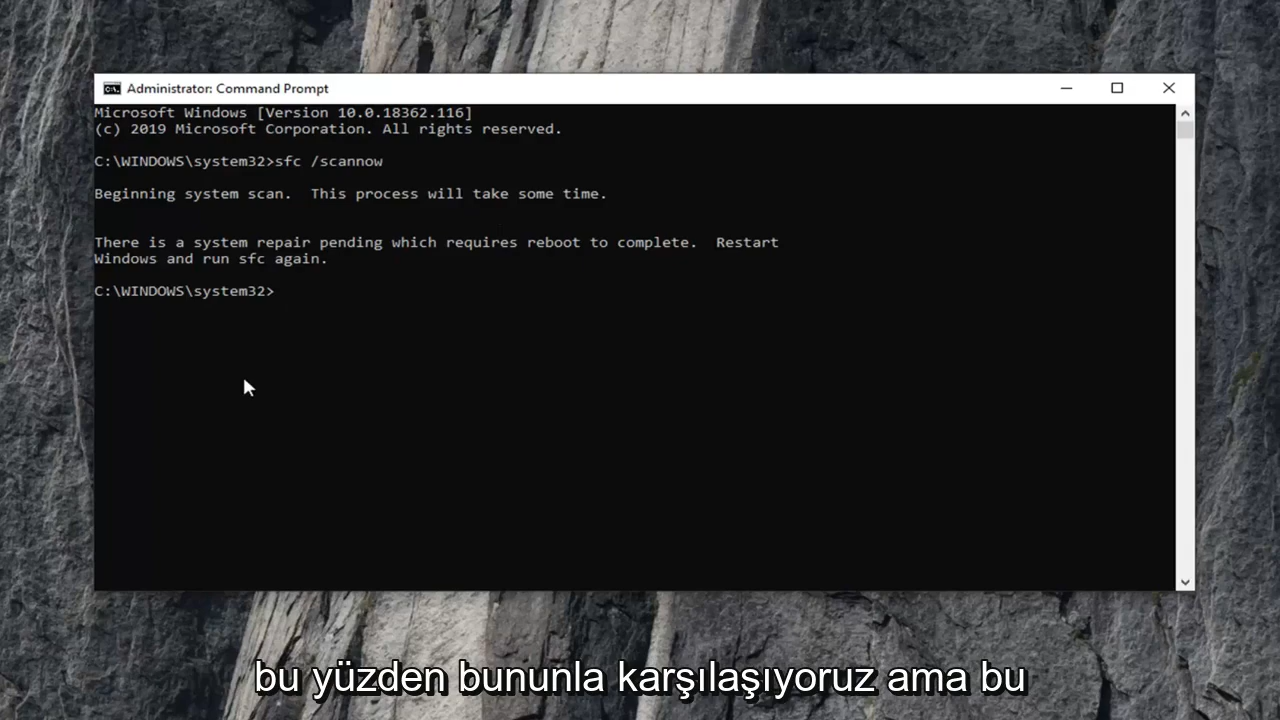 Administrator: Command Prompt
Microsoft Windows [Version 10.0.18362.116]
(c) 2019 Microsoft Corporation. All rights reserved.
C:\WINDOWS\system32>sfc /scannow
Beginning system scan.  This process will take some time.
There is a system repair pending which requires reboot to complete.  Restart
Windows and run sfc again.
C:\WINDOWS\system32>
bu yüzden bununla karşılaşıyoruz ama bu